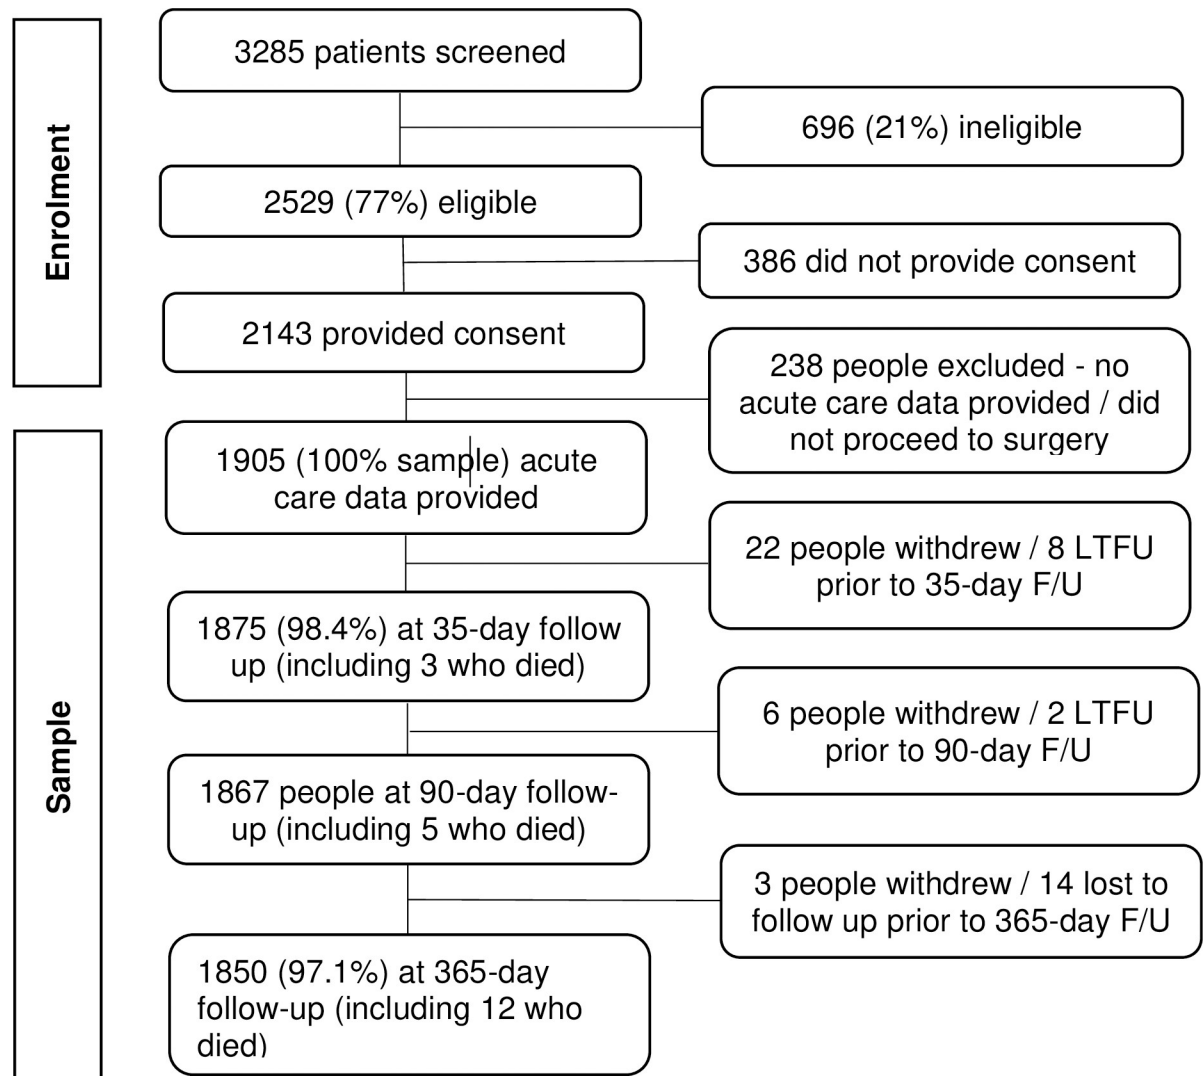 Enrolment
3285 patients screened
696 (21%) ineligible
2529 (77%) eligible
386 did not provide consent
2143 provided consent
238 people excluded - no
acute care data provided / did
not proceed to surgery
Sample
1905 (100% sample) acute
care data provided
22 people withdrew / 8 LTFU
prior to 35-day F/U
1875 (98.4%) at 35-day follow
up (including 3 who died)
6 people withdrew / 2 LTFU
prior to 90-day F/U
1867 people at 90-day follow-
up (including 5 who died)
3 people withdrew / 14 lost to
follow up prior to 365-day F/U
1850 (97.1%) at 365-day
follow-up (including 12 who
died)